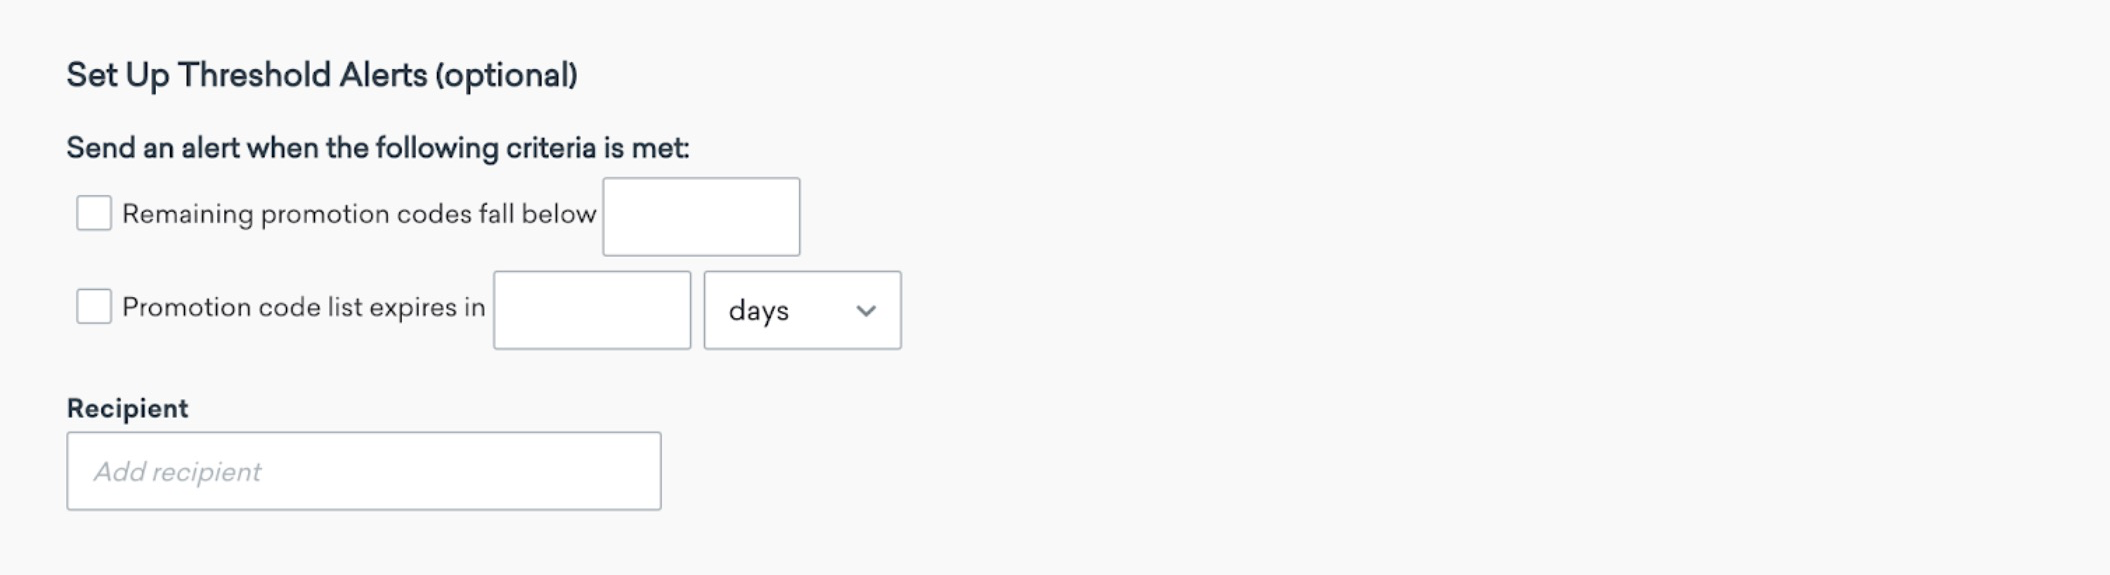 Set Up Threshold Alerts (optional)
Send an alert when the following criteria is met:
Remaining promotion codes fall below
Promotion code list expires in days
Recipient
Add recipient